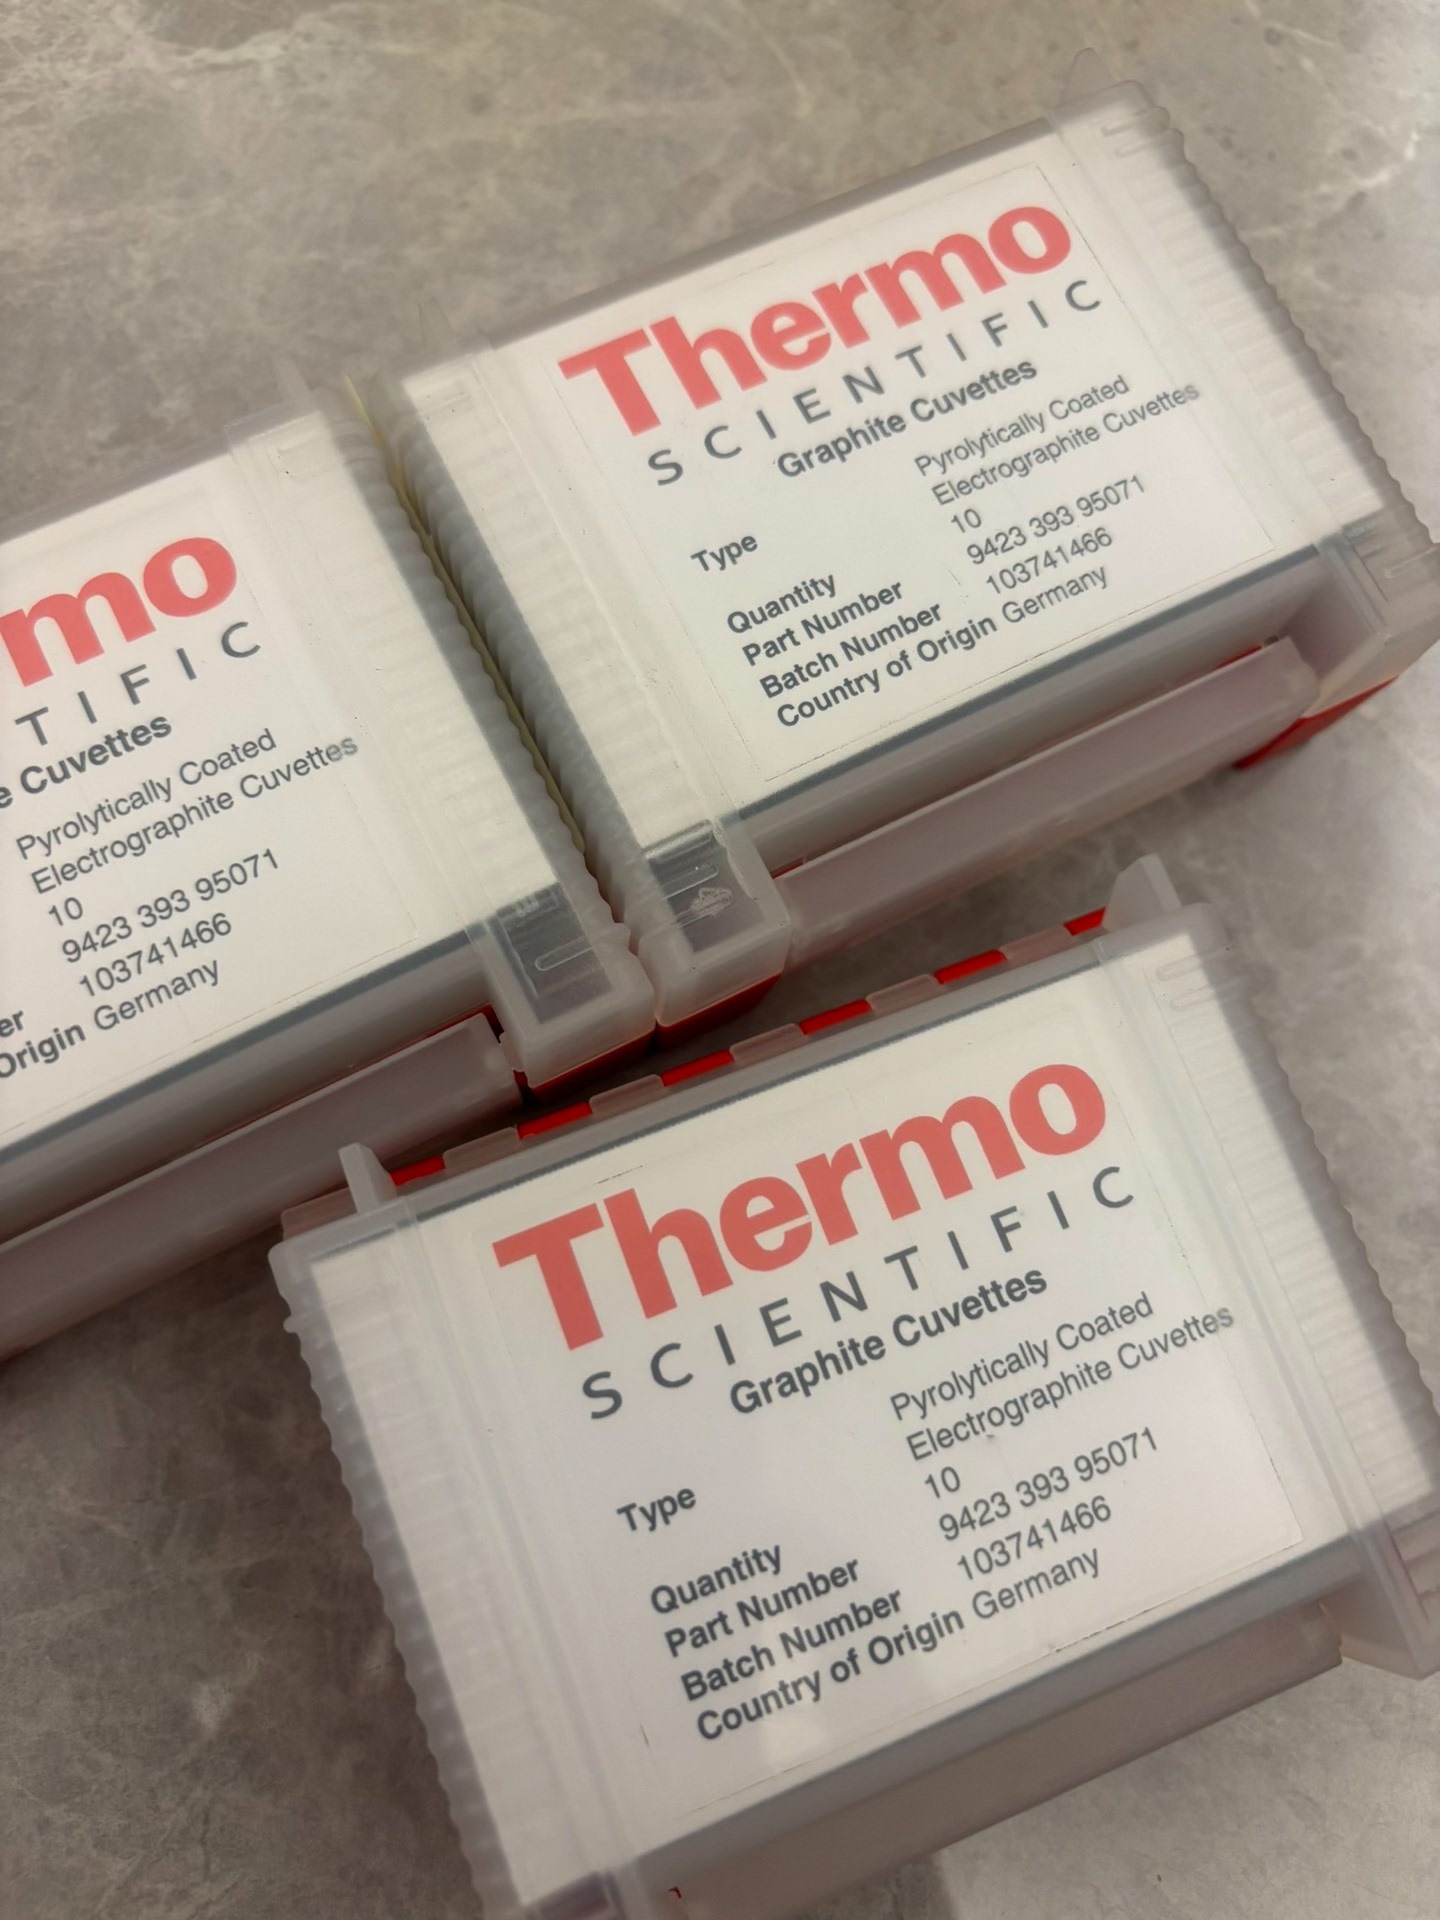 Thermo
SCIENTIFIC
Graphite Cuvettes
Type Pyrolytically Coated
Electrographite Cuvettes
Quantity 10
Part Number 9423 393 95071
Batch Number 103741466
Country of Origin Germany
mo
TIFIC
e Cuvettes
Pyrolytically Coated
Electrographite Cuvettes
10
9423 393 95071
er 103741466
Origin Germany
Thermo
SCIENTIFIC
Graphite Cuvettes
Type Pyrolytically Coated
Electrographite Cuvettes
Quantity 10
Part Number 9423 393 95071
Batch Number 103741466
Country of Origin Germany